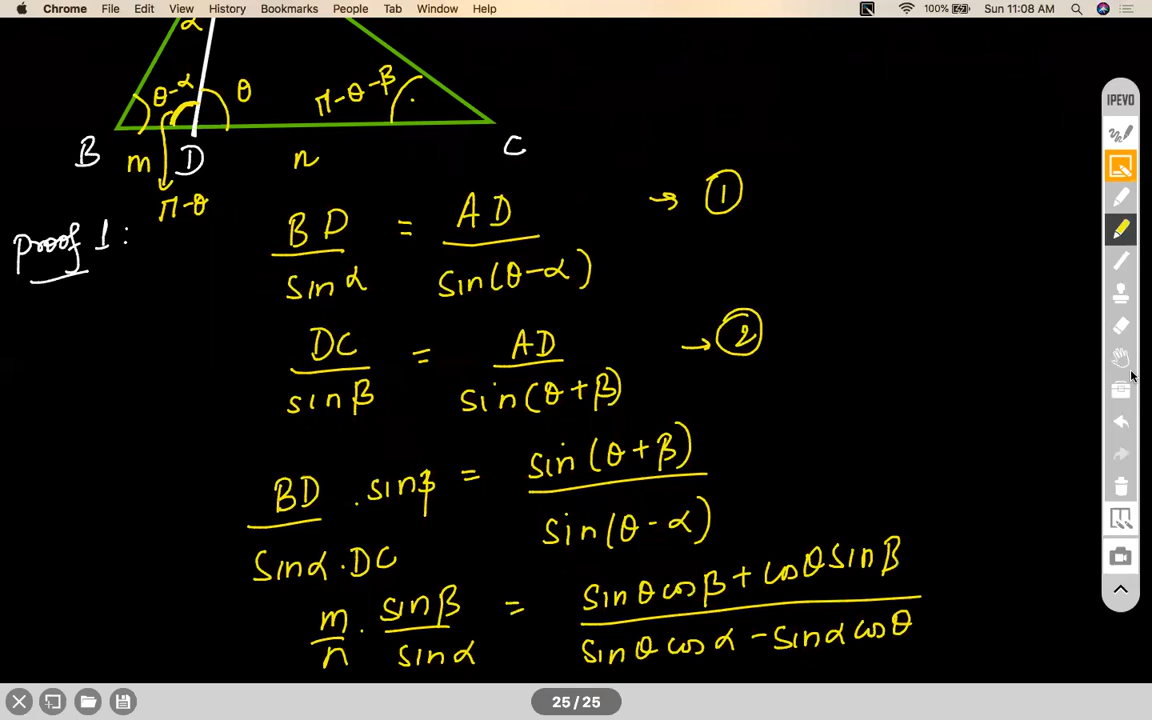 Chrome File Edit View History Bookmarks People Tab Window Help 100% Sun 11:08 AM
α
θ-α θ π-θ-β
IPEVO
B m D n C
π-θ
Proof 1:
BD/sinα = AD/sin(θ-α) → ①
DC/sinβ = AD/sin(θ+β) → ②
BD/sinα.DC . sinβ = sin(θ+β)/sin(θ-α)
m/n . sinβ/sinα = sinθcosβ+cosθsinβ/sinθcosα-sinαcosθ
25/25